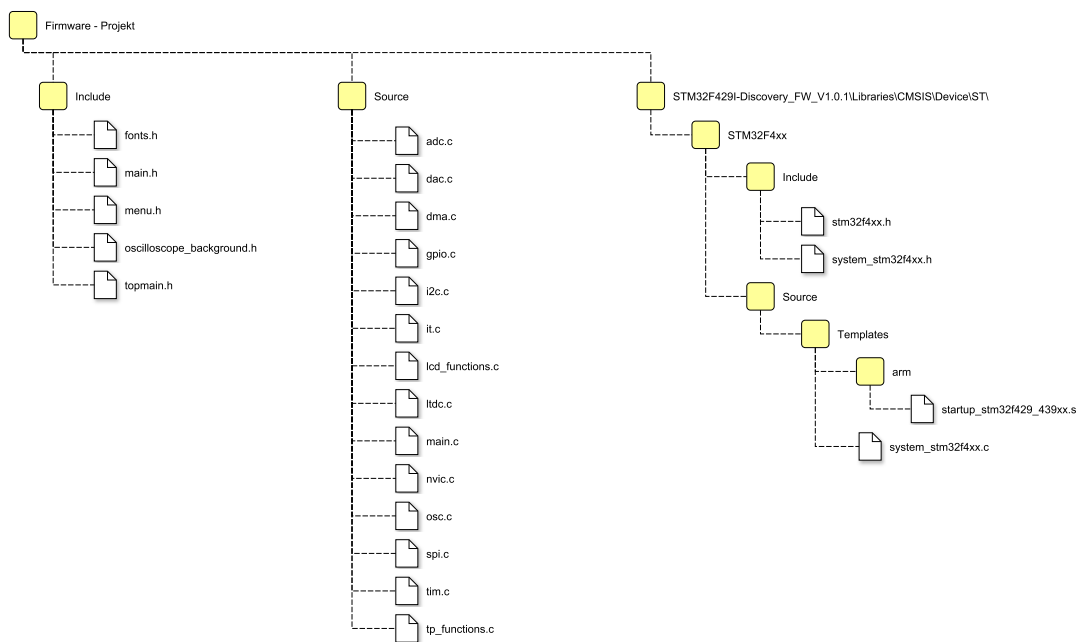 Firmware - Projekt
Include
fonts.h
main.h
menu.h
oscilloscope_background.h
topmain.h
Source
adc.c
dac.c
dma.c
gpio.c
i2c.c
it.c
lcd_functions.c
ltdc.c
main.c
nvic.c
osc.c
spi.c
tim.c
tp_functions.c
STM32F429I-Discovery_FW_V1.0.1\Libraries\CMSIS\Device\ST\
STM32F4xx
Include
stm32f4xx.h
system_stm32f4xx.h
Source
Templates
arm
startup_stm32f429_439xx.s
system_stm32f4xx.c